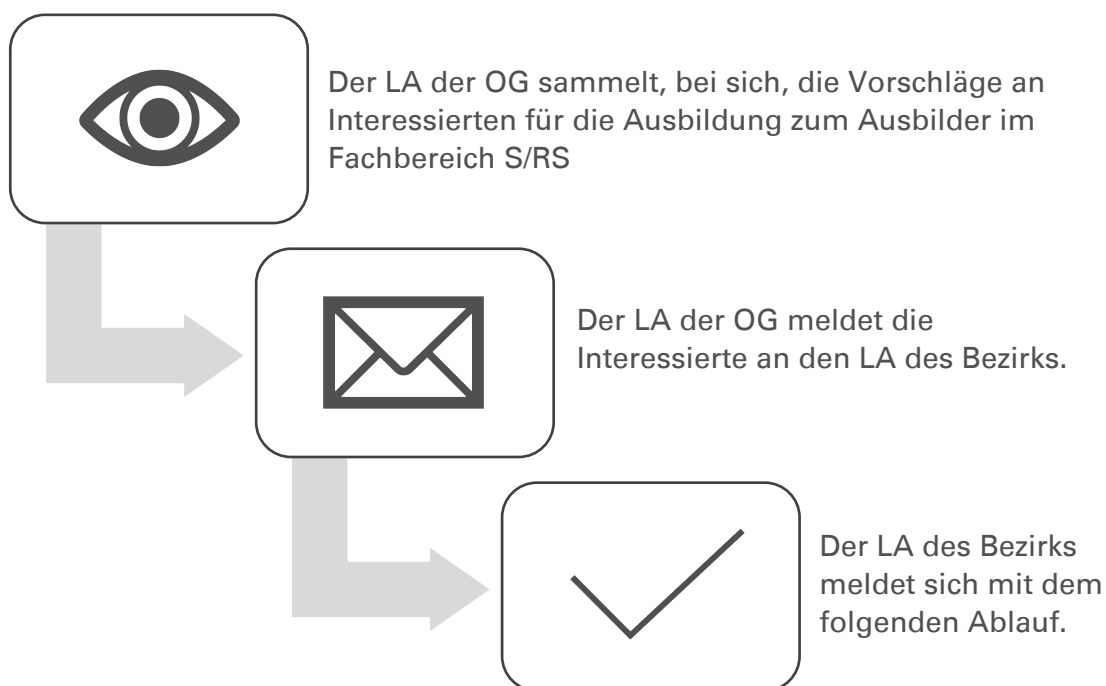 Der LA der OG sammelt, bei sich, die Vorschläge an
Interessierten für die Ausbildung zum Ausbilder im
Fachbereich S/RS
Der LA der OG meldet die
Interessierte an den LA des Bezirks.
Der LA des Bezirks
meldet sich mit dem
folgenden Ablauf.